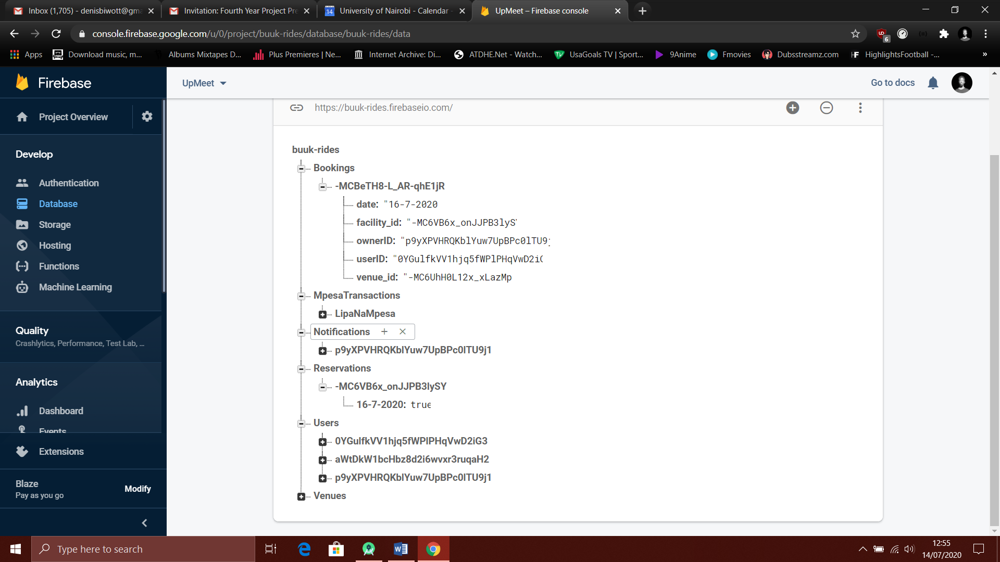 Inbox (1,705) - denisbiwott@gma
Invitation: Fourth Year Project Pre
University of Nairobi - Calendar -
UpMeet – Firebase console
console.firebase.google.com/u/0/project/buuk-rides/database/buuk-rides/data
6
Apps
Download music, m...
Albums Mixtapes D...
Plus Premieres | Ne...
Internet Archive: Di...
ATDHE.Net - Watch...
UsaGoals TV | Sport...
9Anime
Fmovies
Dubsstreamz.com
HighlightsFootball -...
»
Firebase
UpMeet
Go to docs
Project Overview
https://buuk-rides.firebaseio.com/
Develop
Authentication
Database
Storage
Hosting
Functions
Machine Learning
Quality
Crashlytics, Performance, Test Lab, ...
Analytics
Dashboard
Events
Extensions
Blaze
Pay as you go
Modify
buuk-rides
Bookings
-MCBeTH8-L_AR-qhE1jR
date: "16-7-2020
facility_id: "-MC6VB6x_onJJPB3lyS
ownerID: "p9yXPVHRQKblYuw7UpBPc0lTU9j
userID: "0YGulfkVV1hjq5fWPlPHqVwD2iG
venue_id: "-MC6UhH0L12x_xLazMp
MpesaTransactions
LipaNaMpesa
Notifications
p9yXPVHRQKblYuw7UpBPc0lTU9j1
Reservations
-MC6VB6x_onJJPB3lySY
16-7-2020: true
Users
0YGulfkVV1hjq5fWPlPHqVwD2iG3
aWtDkW1bcHbz8d2i6wvxr3ruqaH2
p9yXPVHRQKblYuw7UpBPc0lTU9j1
Venues
Type here to search
12:55
14/07/2020